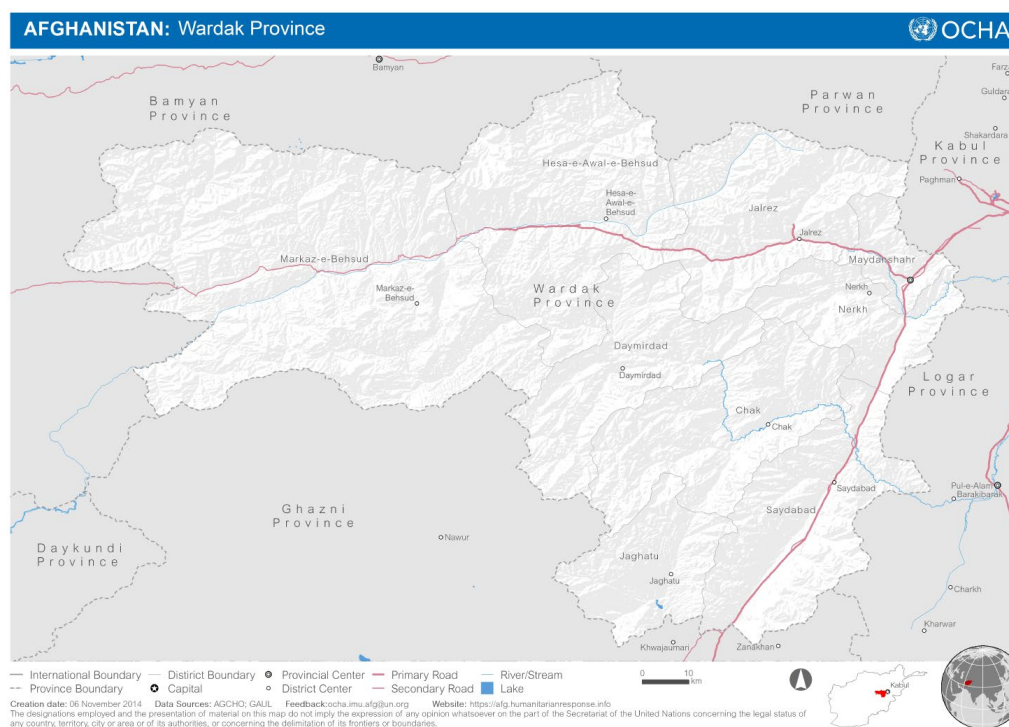 AFGHANISTAN: Wardak Province
OCHA
Bamyan
Farz
Guldara
Bamyan
Province
Parwan
Province
Shakardara
Kabul
Province
Hesa-e-Awal-e-Behsud
Paghman
Hesa-e-
Awal-e-
Behsud
Jalrez
Jalrez
Markaz-e-Behsud
Maydanshahr
Markaz-e-
Behsud
Wardak
Province
Nerkh
Nerkh
Daymirdad
Daymirdad
Logar
Province
Chak
Chak
Saydabad
Pul-e-Alam
Barakibarak
Ghazni
Province
Saydabad
Nawur
Daykundi
Province
Jaghatu
Jaghatu
Charkh
Kharwar
Khwajaumari
Zanakhan
International Boundary
District Boundary
Provincial Center
Primary Road
River/Stream
0 10
km
Province Boundary
Capital
District Center
Secondary Road
Lake
Kabul
Creation date: 06 November 2014 Data Sources: AGCHO; GAUL Feedback:ocha.imu.afg@un.org Website: https://afg.humanitarianresponse.info
The designations employed and the presentation of material on this map do not imply the expression of any opinion whatsoever on the part of the Secretariat of the United Nations concerning the legal status of
any country, territory, city or area or of its authorities, or concerning the delimitation of its frontiers or boundaries.